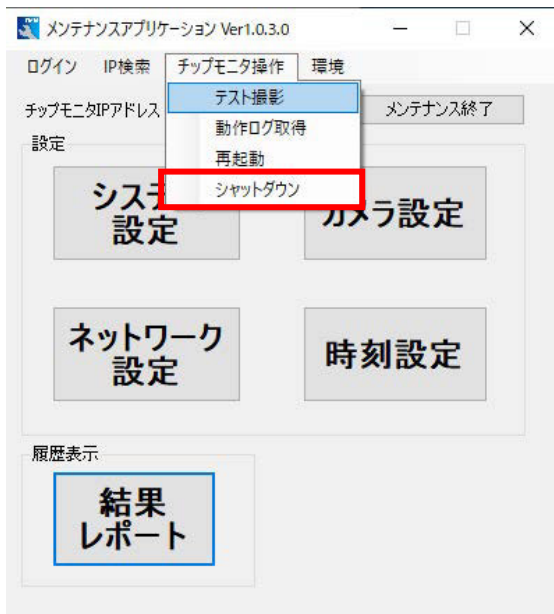 メンテナンスアプリケーション Ver1.0.3.0
ログイン IP検索 チップモニタ操作 環境
テスト撮影
動作ログ取得
再起動
シャットダウン
チップモニタIPアドレス
メンテナンス終了
設定
システ
設定
カメラ設定
ネットワーク
設定
時刻設定
履歴表示
結果
レポート